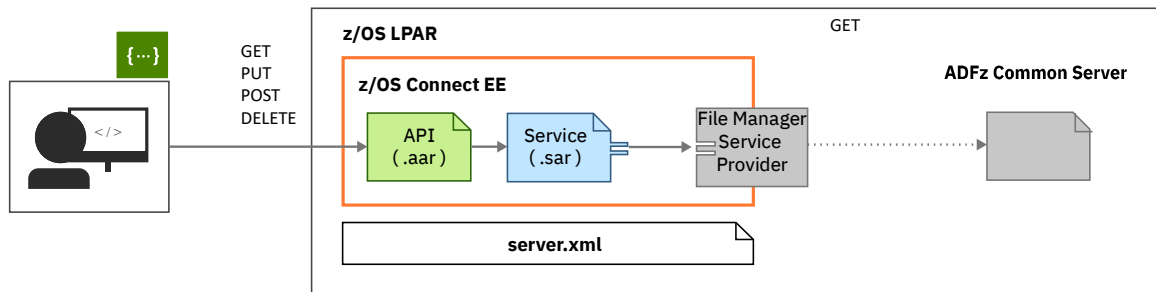 GET
z/OS LPAR
{···}
GET
PUT
POST
DELETE
ADFz Common Server
z/OS Connect EE
</>
API
( .aar )
Service
( .sar )
File Manager
Service
Provider
server.xml